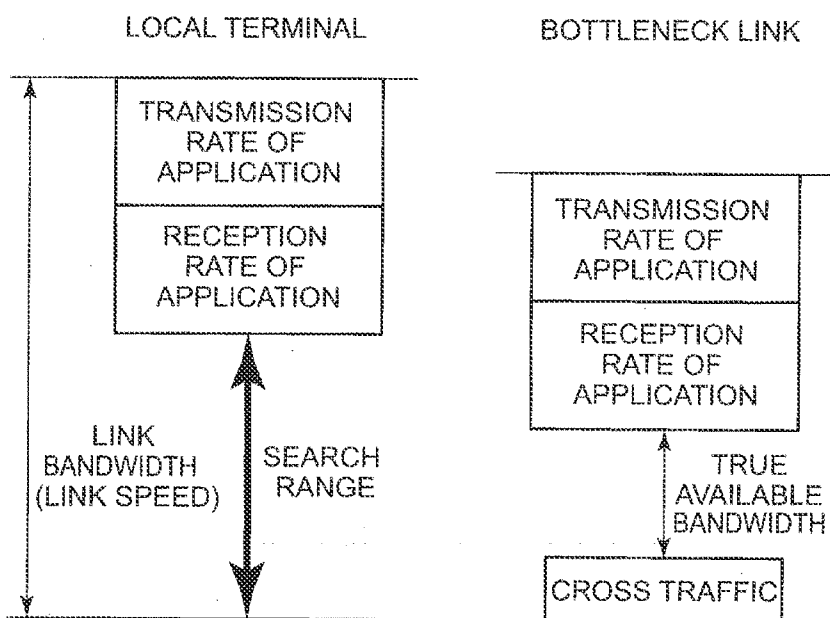 LOCAL TERMINAL
TRANSMISSION
RATE OF
APPLICATION
RECEPTION
RATE OF
APPLICATION
LINK
BANDWIDTH
(LINK SPEED)
SEARCH
RANGE
BOTTLENECK LINK
TRANSMISSION
RATE OF
APPLICATION
RECEPTION
RATE OF
APPLICATION
TRUE
AVAILABLE
BANDWIDTH
CROSS TRAFFIC